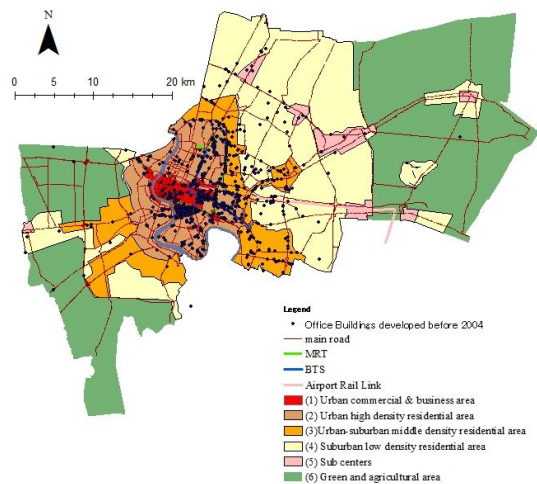 N
0 5 10 20 km
Legend
Office Buildings developed before 2004
main road
MRT
BTS
Airport Rail Link
(1) Urban commercial & business area
(2) Urban high density residential area
(3)Urban-suburban middle density residential area
(4) Suburban low density residential area
(5) Sub centers
(6) Green and agricultural area